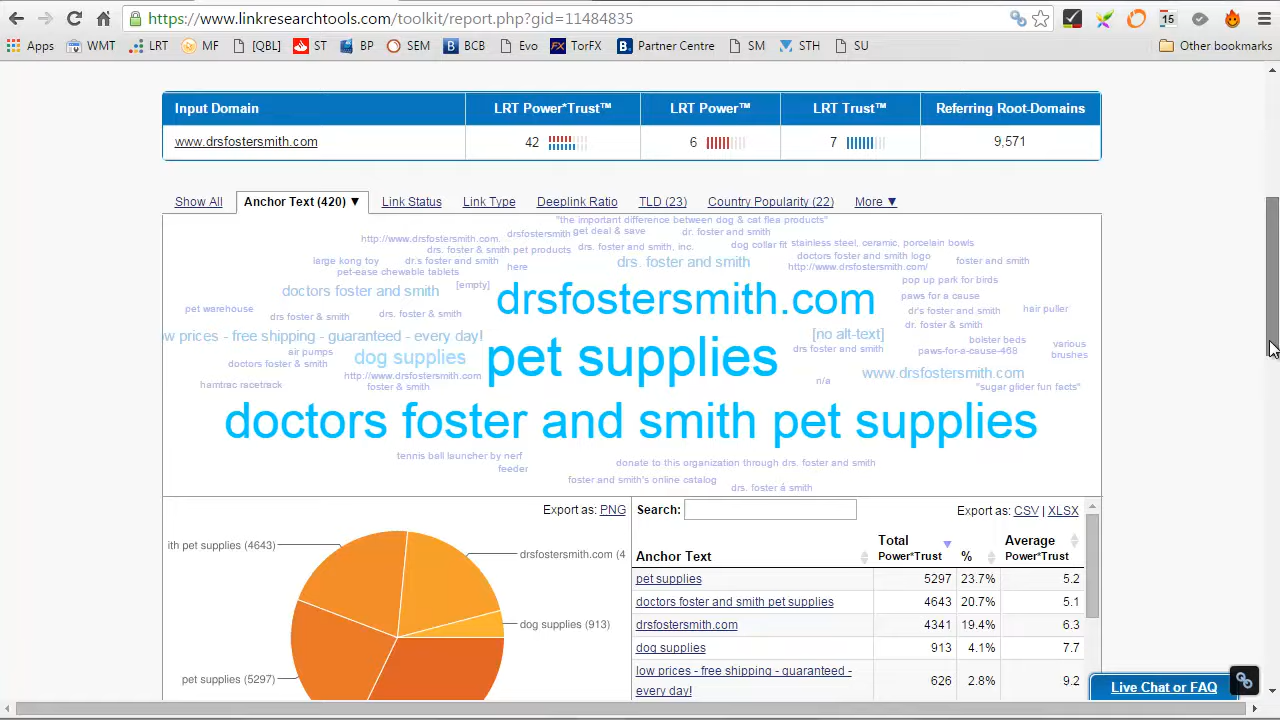 https://www.linkresearchtools.com/toolkit/report.php?gid=11484835
15
Apps WMT LRT MF [QBL] ST BP SEM BCB Evo TorFX Partner Centre SM STH SU Other bookmarks
Input Domain LRT Power*Trust™ LRT Power™ LRT Trust™ Referring Root-Domains
www.drsfostersmith.com 42 6 7 9,571
Show All Anchor Text (420) ▼ Link Status Link Type Deeplink Ratio TLD (23) Country Popularity (22) More ▼
"the important difference between dog & cat flea products"
http://www.drsfostersmith.com. drsfostersmith get deal & save dr. foster and smith
drs. foster & smith pet products drs. foster and smith, inc. dog collar fit stainless steel, ceramic, porcelain bowls
large kong toy dr.s foster and smith drs. foster and smith doctors foster and smith logo foster and smith
pet-ease chewable tablets here http://www.drsfostersmith.com/
doctors foster and smith [empty] drsfostersmith.com pop up park for birds
paws for a cause
pet warehouse drs foster & smith drs. foster & smith dr's foster and smith hair puller
dr. foster & smith
w prices - free shipping - guaranteed - every day! [no alt-text] bolster beds various
air pumps dog supplies pet supplies drs foster and smith paws-for-a-cause-468 brushes
doctors foster & smith
http://www.drsfostersmith.com n/a www.drsfostersmith.com
hamtrac racetrack foster & smith "sugar glider fun facts"
doctors foster and smith pet supplies
tennis ball launcher by nerf donate to this organization through drs. foster and smith
feeder
foster and smith's online catalog
drs. foster â smith
Export as: PNG Search: Export as: CSV | XLSX
ith pet supplies (4643) drsfostersmith.com (4
dog supplies (913)
pet supplies (5297)
Anchor Text Total Power*Trust % Average Power*Trust
pet supplies 5297 23.7% 5.2
doctors foster and smith pet supplies 4643 20.7% 5.1
drsfostersmith.com 4341 19.4% 6.3
dog supplies 913 4.1% 7.7
low prices - free shipping - guaranteed - every day! 626 2.8% 9.2
Live Chat or FAQ